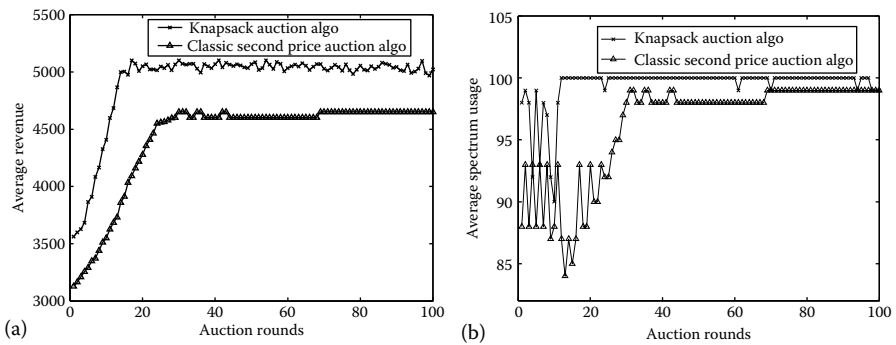 5500
5000
4500
4000
3500
3000
Average revenue
Knapsack auction algo
Classic second price auction algo
0
20
40
60
80
100
Auction rounds
(a)
105
100
95
90
85
Average spectrum usage
Knapsack auction algo
Classic second price auction algo
0
20
40
60
80
100
Auction rounds
(b)